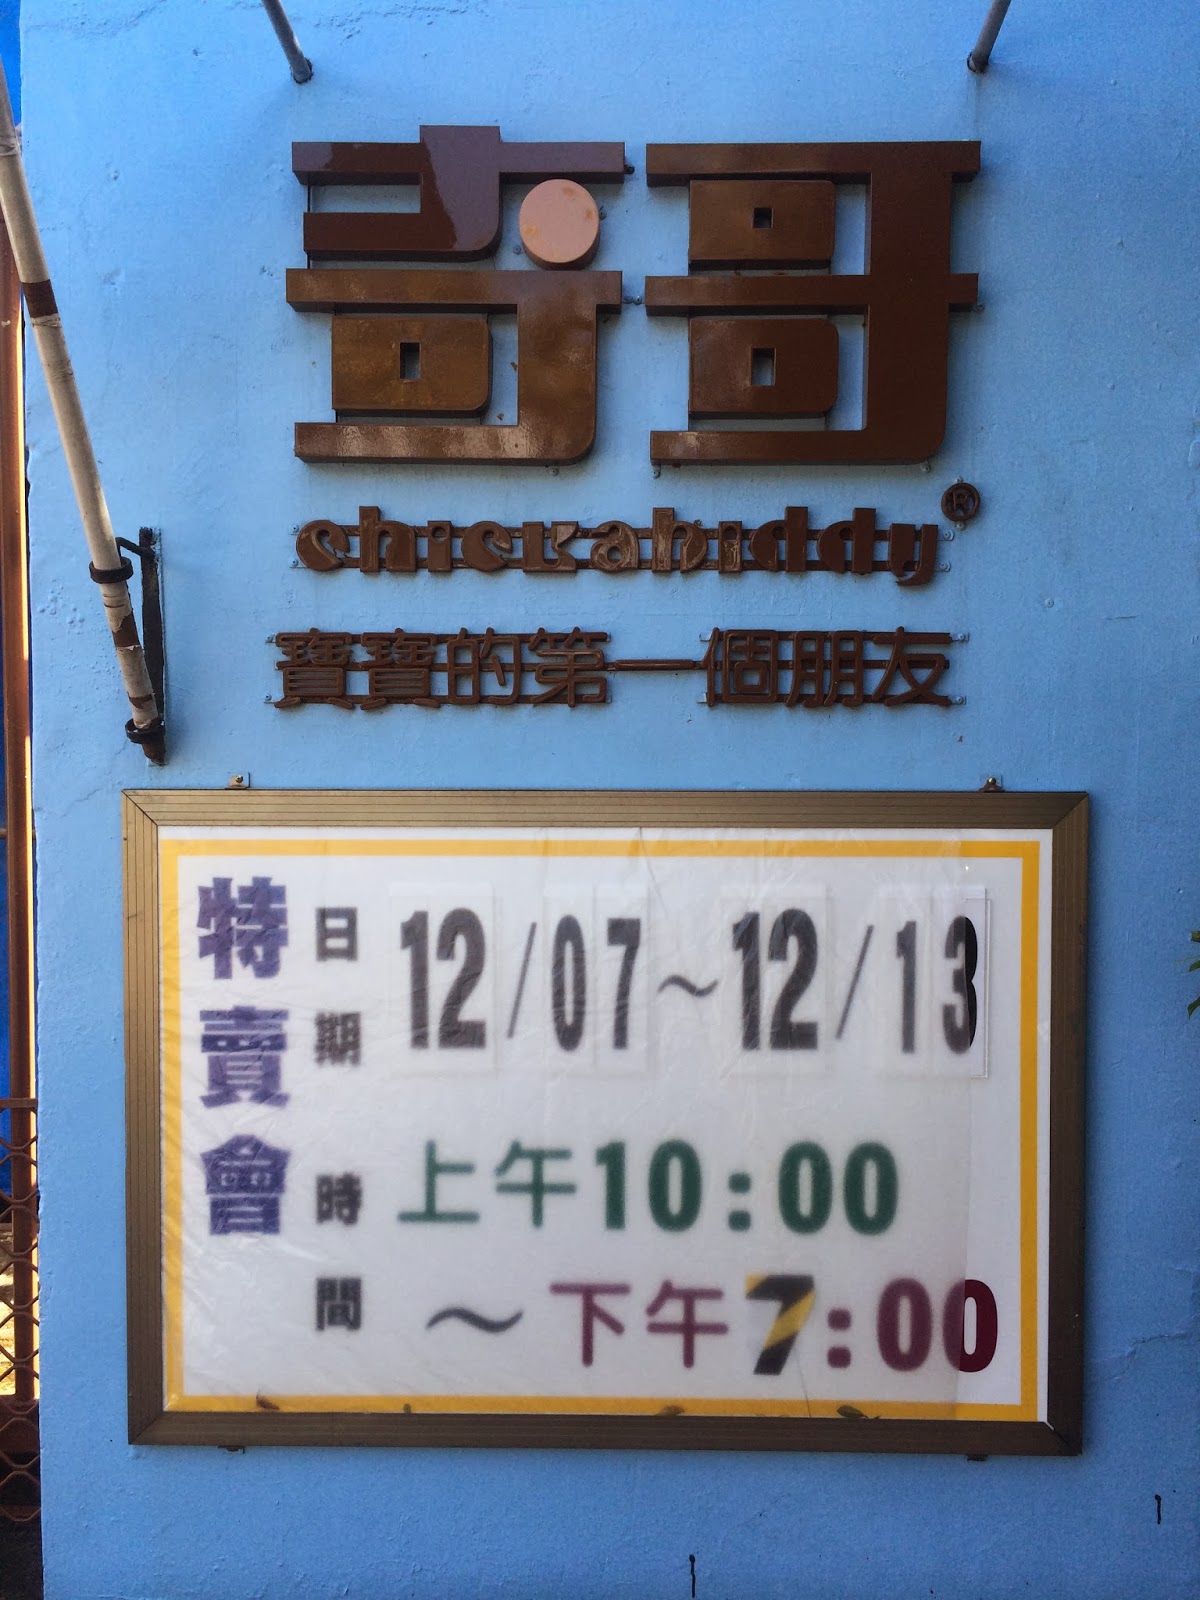 奇哥
chickabiddy®
寶寶的第一個朋友
特賣會
日期 12/07～12/13
時間 上午10:00
～下午7:00